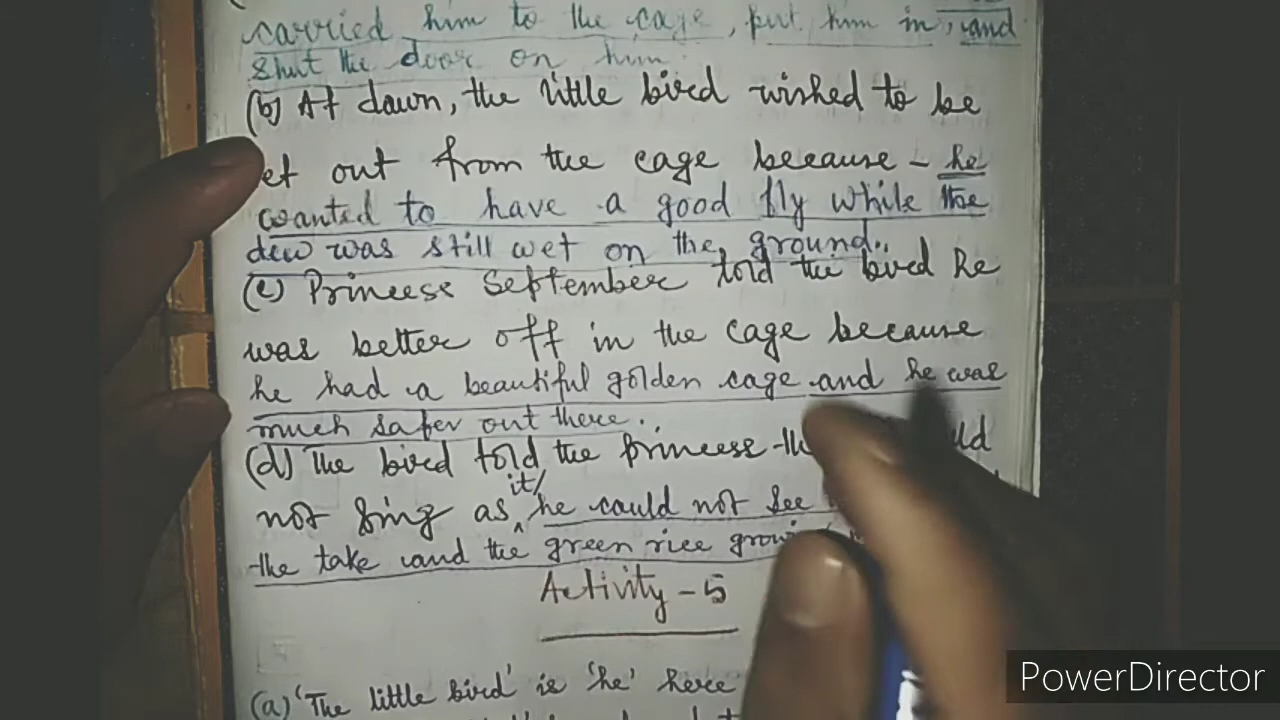 carried him to the cage, put him in, and
shut the door on him.
(b) At dawn, the little bird wished to be
et out from the cage because - he
wanted to have a good fly while the
dew was still wet on the ground.
(c) Princese September told the bird he
was better off in the cage because
he had a beautiful golden cage and he was
much safer out there.
(d) The bird told the princess
it/
not sing as he could not see
the take and the green rice
Activity - 5
(a) 'The little bird' is 'he' here
PowerDirector